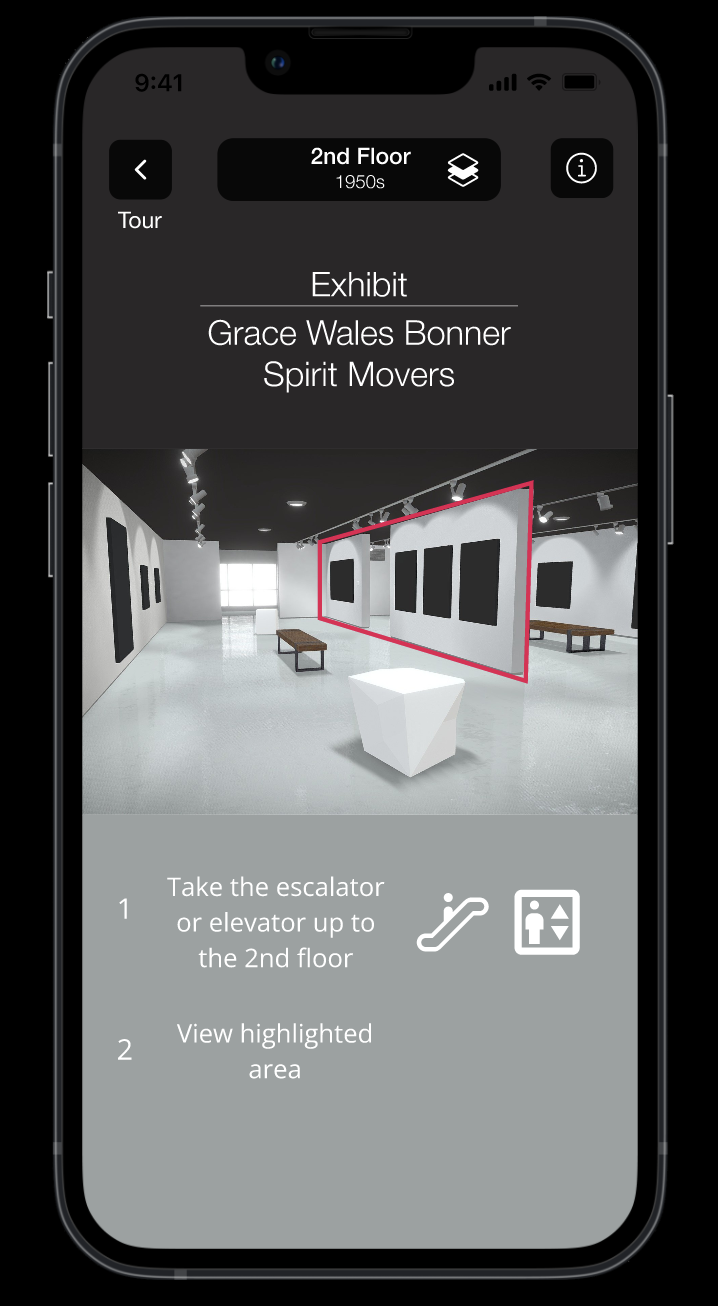 9:41
2nd Floor
1950s
Tour
Exhibit
Grace Wales Bonner
Spirit Movers
1
Take the escalator
or elevator up to
the 2nd floor
2
View highlighted
area